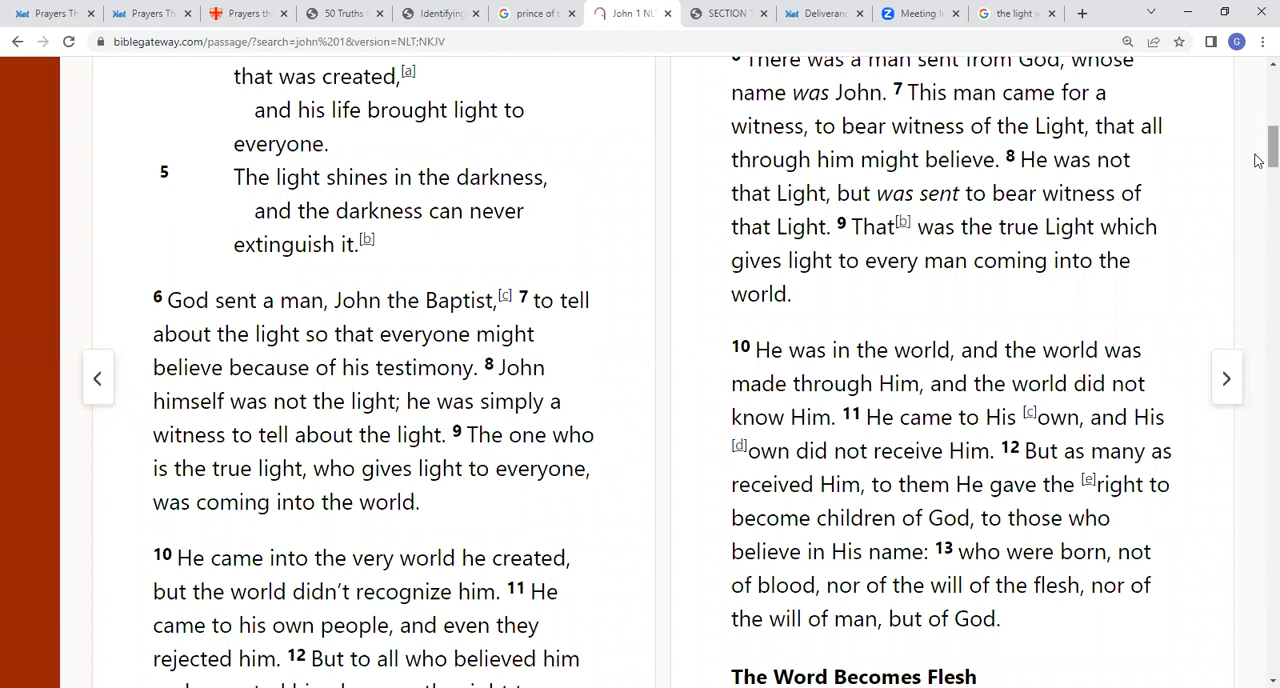 Prayers Th
Prayers Th
Prayers th
50 Truths
Identifying
prince of t
John 1 NL
SECTION
Deliveranc
Meeting I
the light v
biblegateway.com/passage/?search=john%201&version=NLT;NKJV
G
that was created,[a]
and his life brought light to
everyone.
5
The light shines in the darkness,
and the darkness can never
extinguish it.[b]
6 God sent a man, John the Baptist,[c] 7 to tell
about the light so that everyone might
believe because of his testimony. 8 John
himself was not the light; he was simply a
witness to tell about the light. 9 The one who
is the true light, who gives light to everyone,
was coming into the world.
10 He came into the very world he created,
but the world didn’t recognize him. 11 He
came to his own people, and even they
rejected him. 12 But to all who believed him
6 There was a man sent from God, whose
name was John. 7 This man came for a
witness, to bear witness of the Light, that all
through him might believe. 8 He was not
that Light, but was sent to bear witness of
that Light. 9 That[b] was the true Light which
gives light to every man coming into the
world.
10 He was in the world, and the world was
made through Him, and the world did not
know Him. 11 He came to His [c]own, and His
[d]own did not receive Him. 12 But as many as
received Him, to them He gave the [e]right to
become children of God, to those who
believe in His name: 13 who were born, not
of blood, nor of the will of the flesh, nor of
the will of man, but of God.
The Word Becomes Flesh